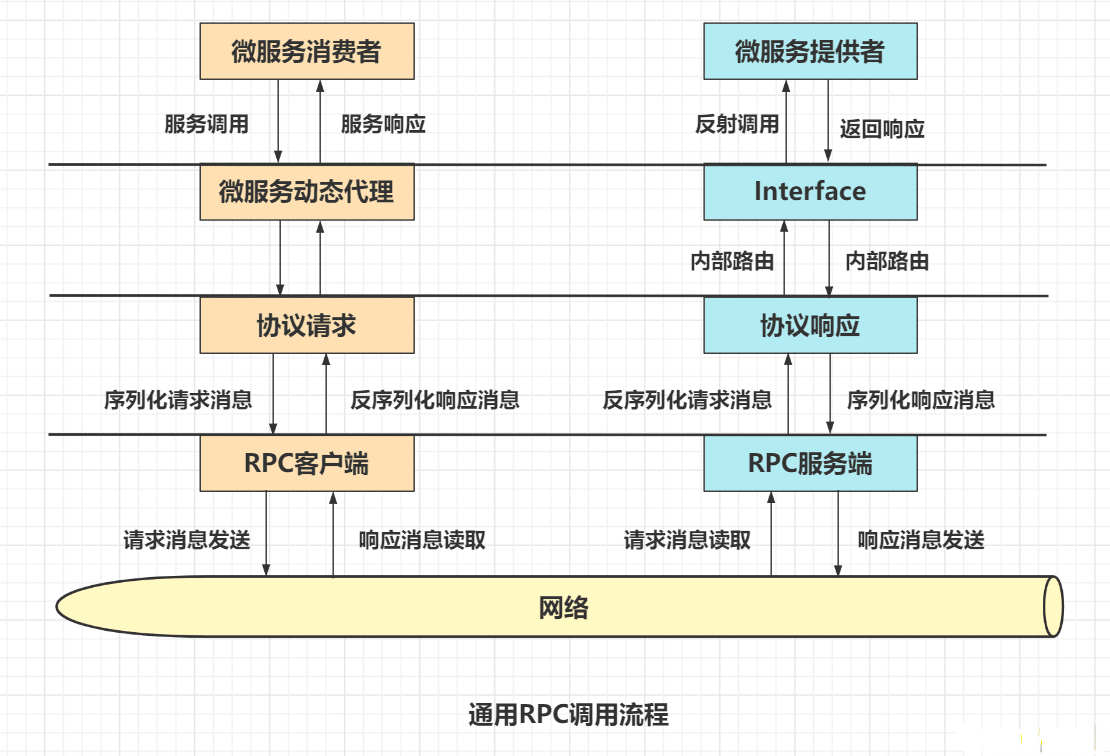 微服务消费者
微服务提供者
服务调用
服务响应
反射调用
返回响应
微服务动态代理
Interface
内部路由
内部路由
协议请求
协议响应
序列化请求消息
反序列化响应消息
反序列化请求消息
序列化响应消息
RPC客户端
RPC服务端
请求消息发送
响应消息读取
请求消息读取
响应消息发送
网络
通用RPC调用流程